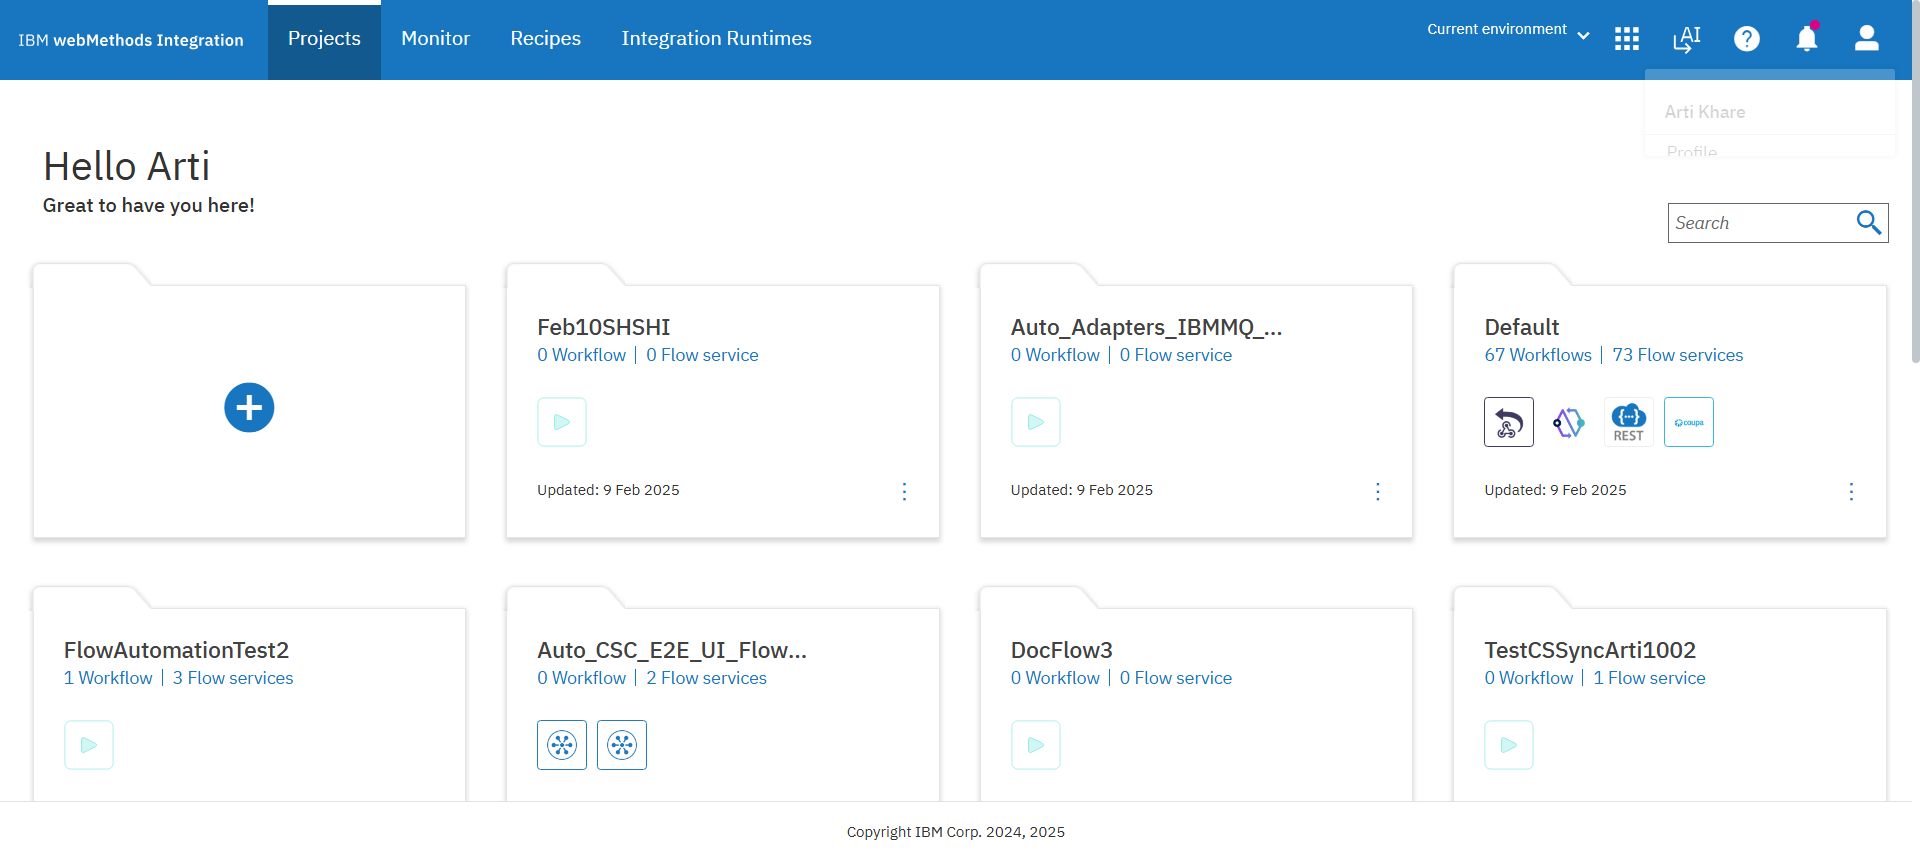 IBM webMethods Integration
Projects
Monitor
Recipes
Integration Runtimes
Current environment
AI
Arti Khare
Profile
Hello Arti
Great to have you here!
Search
Feb10SHSHI
0 Workflow | 0 Flow service
Updated: 9 Feb 2025
Auto_Adapters_IBMMQ_...
0 Workflow | 0 Flow service
Updated: 9 Feb 2025
Default
67 Workflows | 73 Flow services
REST
coupa
Updated: 9 Feb 2025
FlowAutomationTest2
1 Workflow | 3 Flow services
Auto_CSC_E2E_UI_Flow...
0 Workflow | 2 Flow services
DocFlow3
0 Workflow | 0 Flow service
TestCSSyncArti1002
0 Workflow | 1 Flow service
Copyright IBM Corp. 2024, 2025